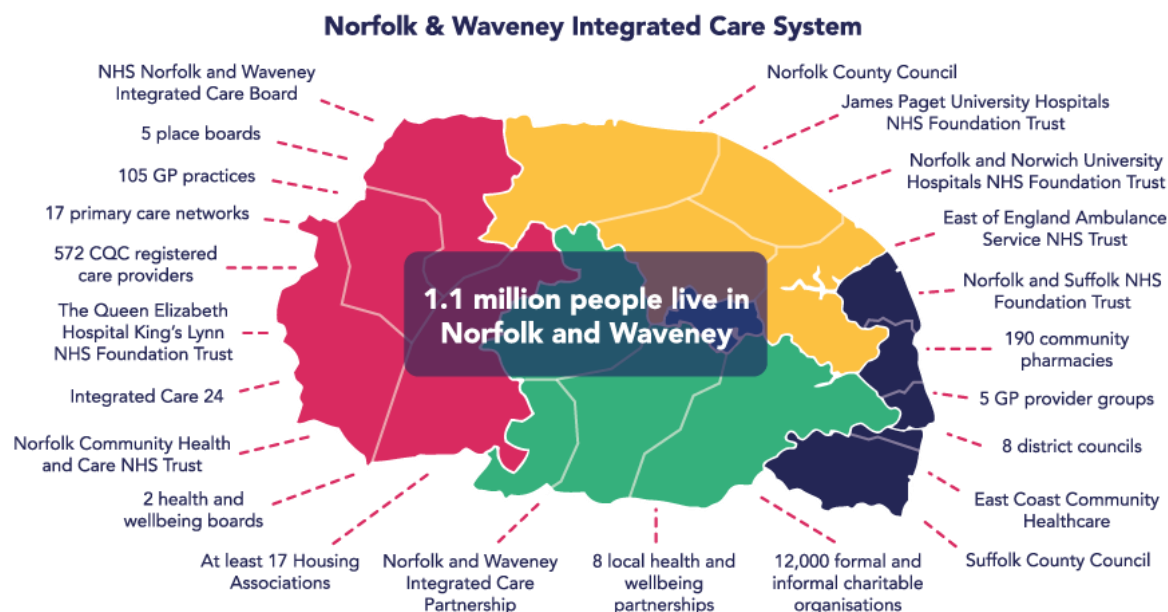 Norfolk & Waveney Integrated Care System
NHS Norfolk and Waveney
Integrated Care Board
5 place boards
105 GP practices
17 primary care networks
572 CQC registered
care providers
The Queen Elizabeth
Hospital King's Lynn
NHS Foundation Trust
Integrated Care 24
Norfolk Community Health
and Care NHS Trust
2 health and
wellbeing boards
At least 17 Housing
Associations
Norfolk and Waveney
Integrated Care
Partnership
8 local health and
wellbeing
partnerships
12,000 formal and
informal charitable
organisations
1.1 million people live in
Norfolk and Waveney
Norfolk County Council
James Paget University Hospitals
NHS Foundation Trust
Norfolk and Norwich University
Hospitals NHS Foundation Trust
East of England Ambulance
Service NHS Trust
Norfolk and Suffolk NHS
Foundation Trust
190 community
pharmacies
5 GP provider groups
8 district councils
East Coast Community
Healthcare
Suffolk County Council